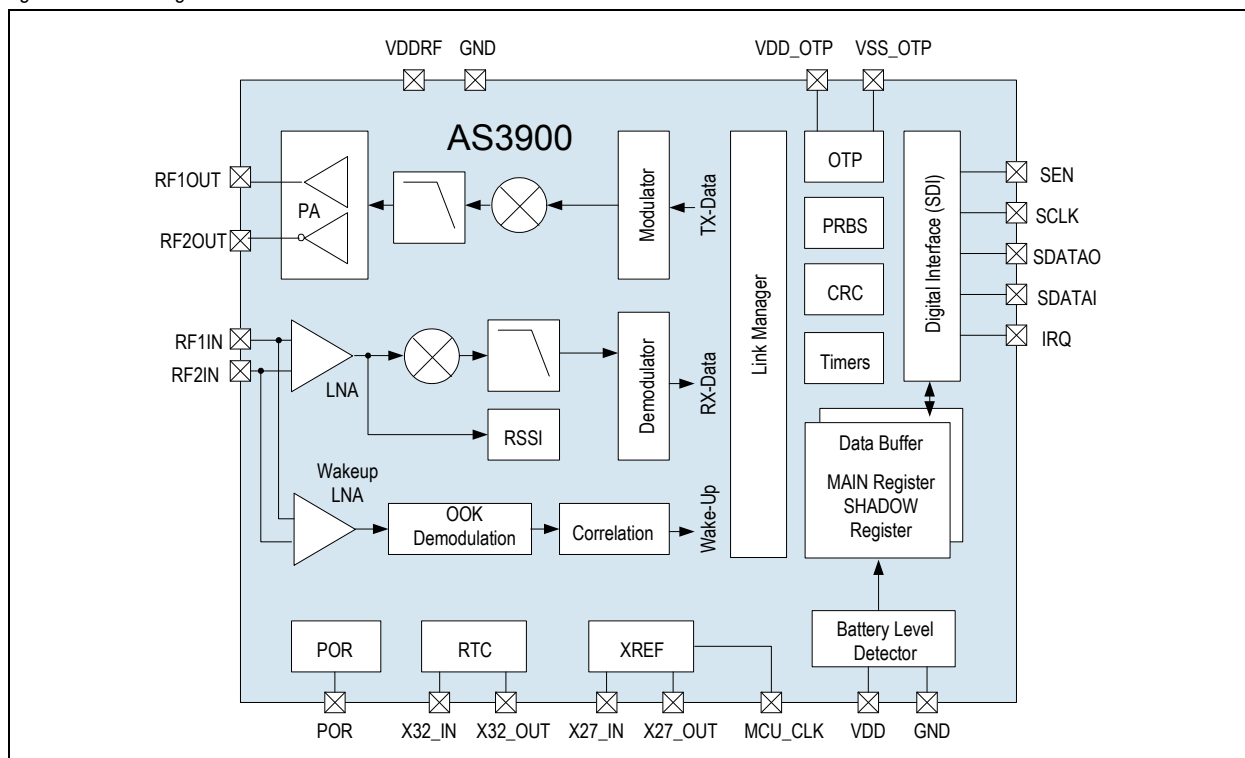 VDDRF GND
VDD_OTP VSS_OTP
AS3900
RF1OUT
RF2OUT
PA
Modulator
TX-Data
Link Manager
OTP
PRBS
CRC
Timers
Digital Interface (SDI)
SEN
SCLK
SDATAO
SDATAI
IRQ
RF1IN
RF2IN
LNA
RSSI
Demodulator
RX-Data
Data Buffer
MAIN Register
SHADOW
Register
Wakeup
LNA
OOK
Demodulation
Correlation
Wake-Up
POR
RTC
XREF
Battery Level
Detector
POR X32_IN X32_OUT X27_IN X27_OUT MCU_CLK VDD GND